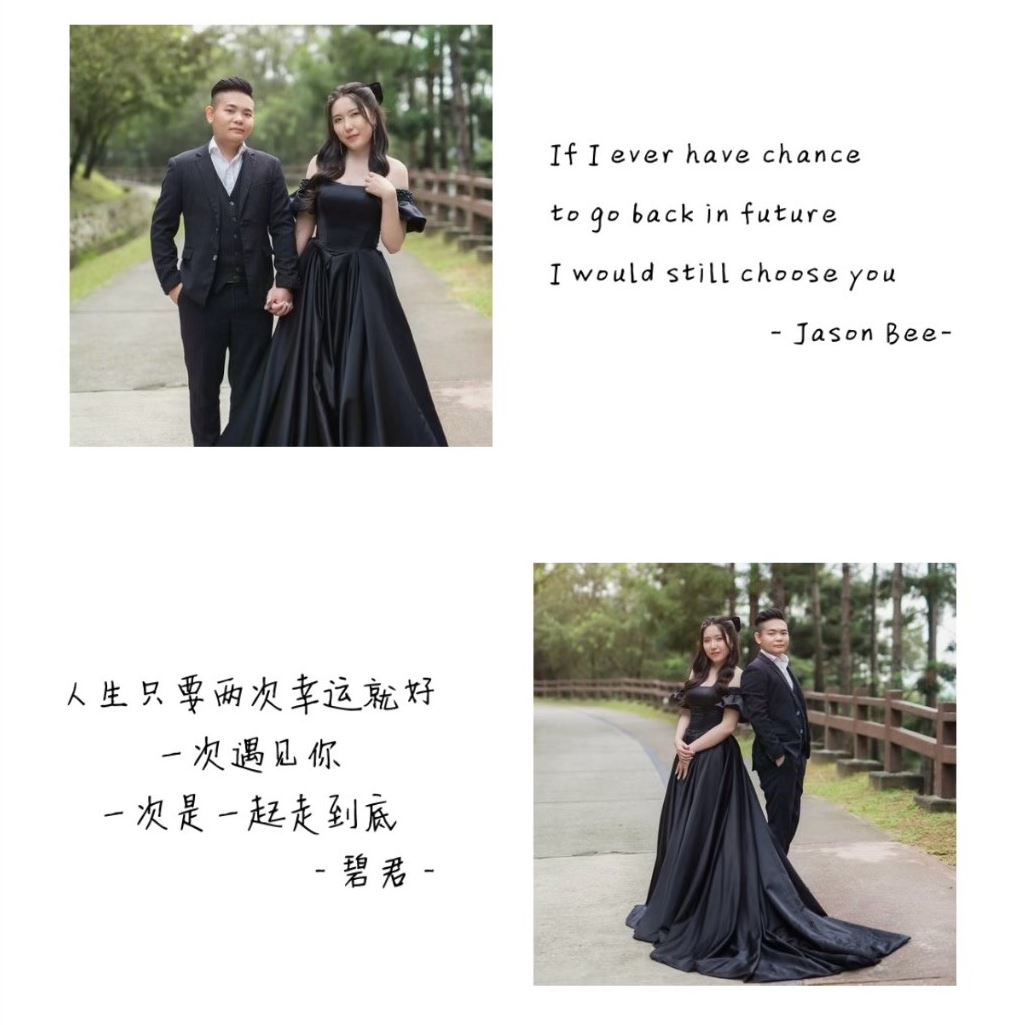 If I ever have chance
to go back in future
I would still choose you
- Jason Bee-
人生只要两次幸运就好
一次遇见你
一次是一起走到底
- 碧君 -